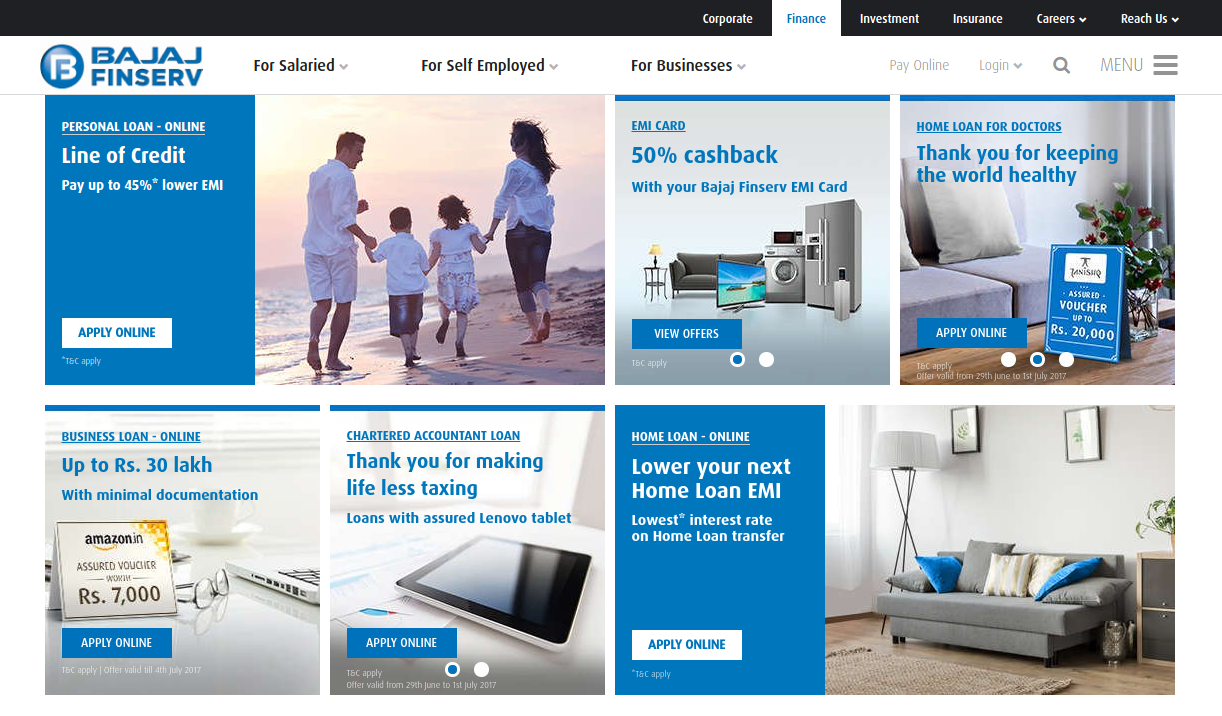 Corporate
Finance
Investment
Insurance
Careers
Reach Us
BAJAJ
FINSERV
For Salaried
For Self Employed
For Businesses
Pay Online
Login
MENU
PERSONAL LOAN - ONLINE
Line of Credit
Pay up to 45%* lower EMI
APPLY ONLINE
*T&C apply
EMI CARD
50% cashback
With your Bajaj Finserv EMI Card
VIEW OFFERS
T&C apply
HOME LOAN FOR DOCTORS
Thank you for keeping
the world healthy
TANISHQ
ASSURED
VOUCHER
UP TO
Rs. 20,000
APPLY ONLINE
T&C apply
Offer valid from 29th June to 1st July 2017
BUSINESS LOAN - ONLINE
Up to Rs. 30 lakh
With minimal documentation
amazon.in
ASSURED VOUCHER
WORTH
Rs. 7,000
APPLY ONLINE
T&C apply | Offer valid till 4th July 2017
CHARTERED ACCOUNTANT LOAN
Thank you for making
life less taxing
Loans with assured Lenovo tablet
APPLY ONLINE
T&C apply
Offer valid from 29th June to 1st July 2017
HOME LOAN - ONLINE
Lower your next
Home Loan EMI
Lowest* interest rate
on Home Loan transfer
APPLY ONLINE
*T&C apply